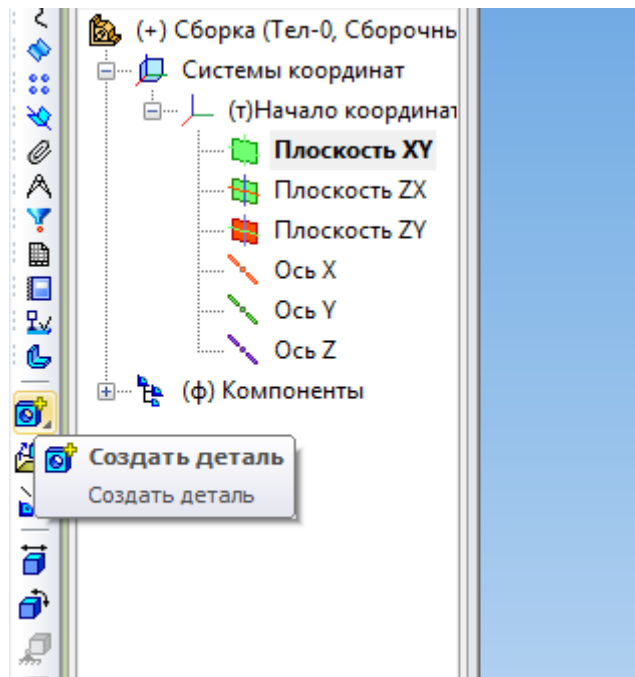 (+) Сборка (Тел-0, Сборочнь
Системы координат
(т)Начало координат
Плоскость XY
Плоскость ZX
Плоскость ZY
Ось X
Ось Y
Ось Z
(ф) Компоненты
Создать деталь
Создать деталь